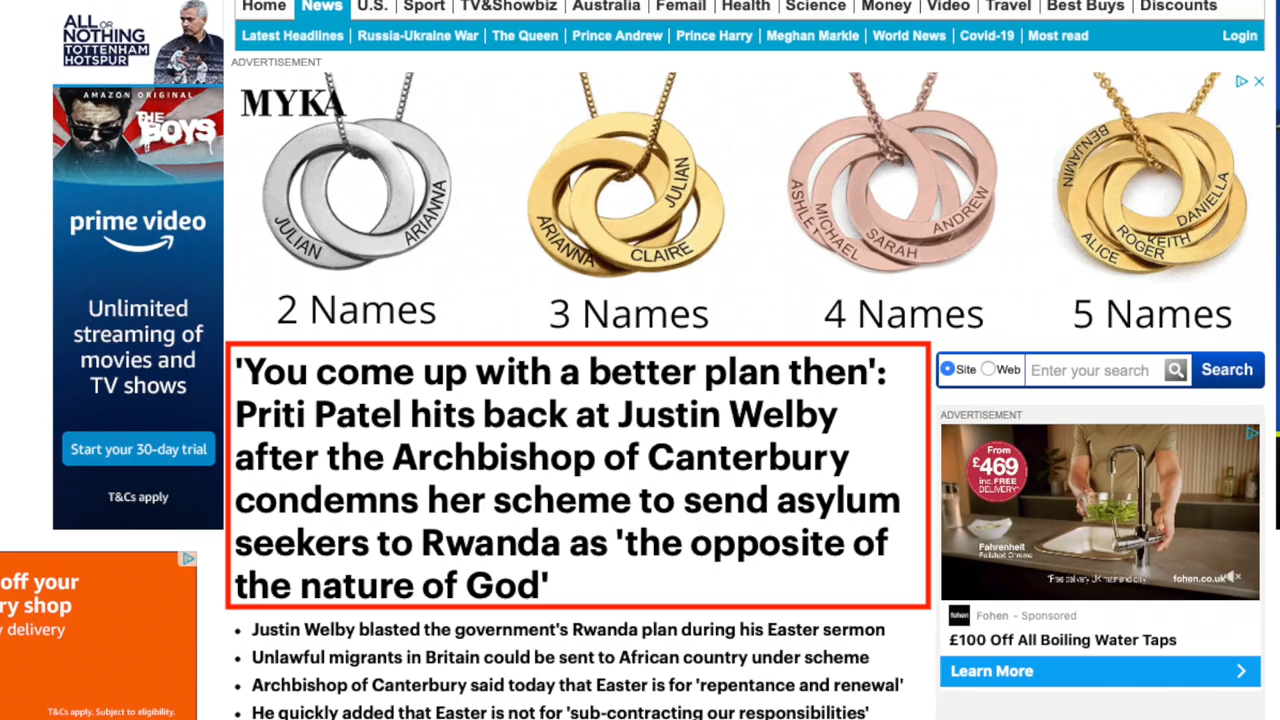 ALL OR
NOTHING
TOTTENHAM
HOTSPUR
AMAZON ORIGINAL
THE
BOYS
prime video
Unlimited
streaming of
movies and
TV shows
Start your 30-day trial
T&Cs apply
off your
ry shop
delivery
T&Cs apply. Subject to eligibility.
Home News U.S. Sport TV&Showbiz Australia Femail Health Science Money Video Travel Best Buys Discounts
Latest Headlines Russia-Ukraine War The Queen Prince Andrew Prince Harry Meghan Markle World News Covid-19 Most read Login
ADVERTISEMENT
MYKA
JULIAN ARIANNA
ARIANNA CLAIRE JULIAN
ASHLEY MICHAEL SARAH ANDREW
BENJAMIN ALICE ROGER KEITH DANIELLA
2 Names 3 Names 4 Names 5 Names
'You come up with a better plan then':
Priti Patel hits back at Justin Welby
after the Archbishop of Canterbury
condemns her scheme to send asylum
seekers to Rwanda as 'the opposite of
the nature of God'
• Justin Welby blasted the government's Rwanda plan during his Easter sermon
• Unlawful migrants in Britain could be sent to African country under scheme
• Archbishop of Canterbury said today that Easter is for 'repentance and renewal'
• He quickly added that Easter is not for 'sub-contracting our responsibilities'
Site Web Enter your search Search
ADVERTISEMENT
From
£469
inc. FREE
DELIVERY*
Fahrenheit
Polished Chrome
*Free delivery UK mainland only
fohen.co.uk
fohen
Fohen - Sponsored
£100 Off All Boiling Water Taps
Learn More